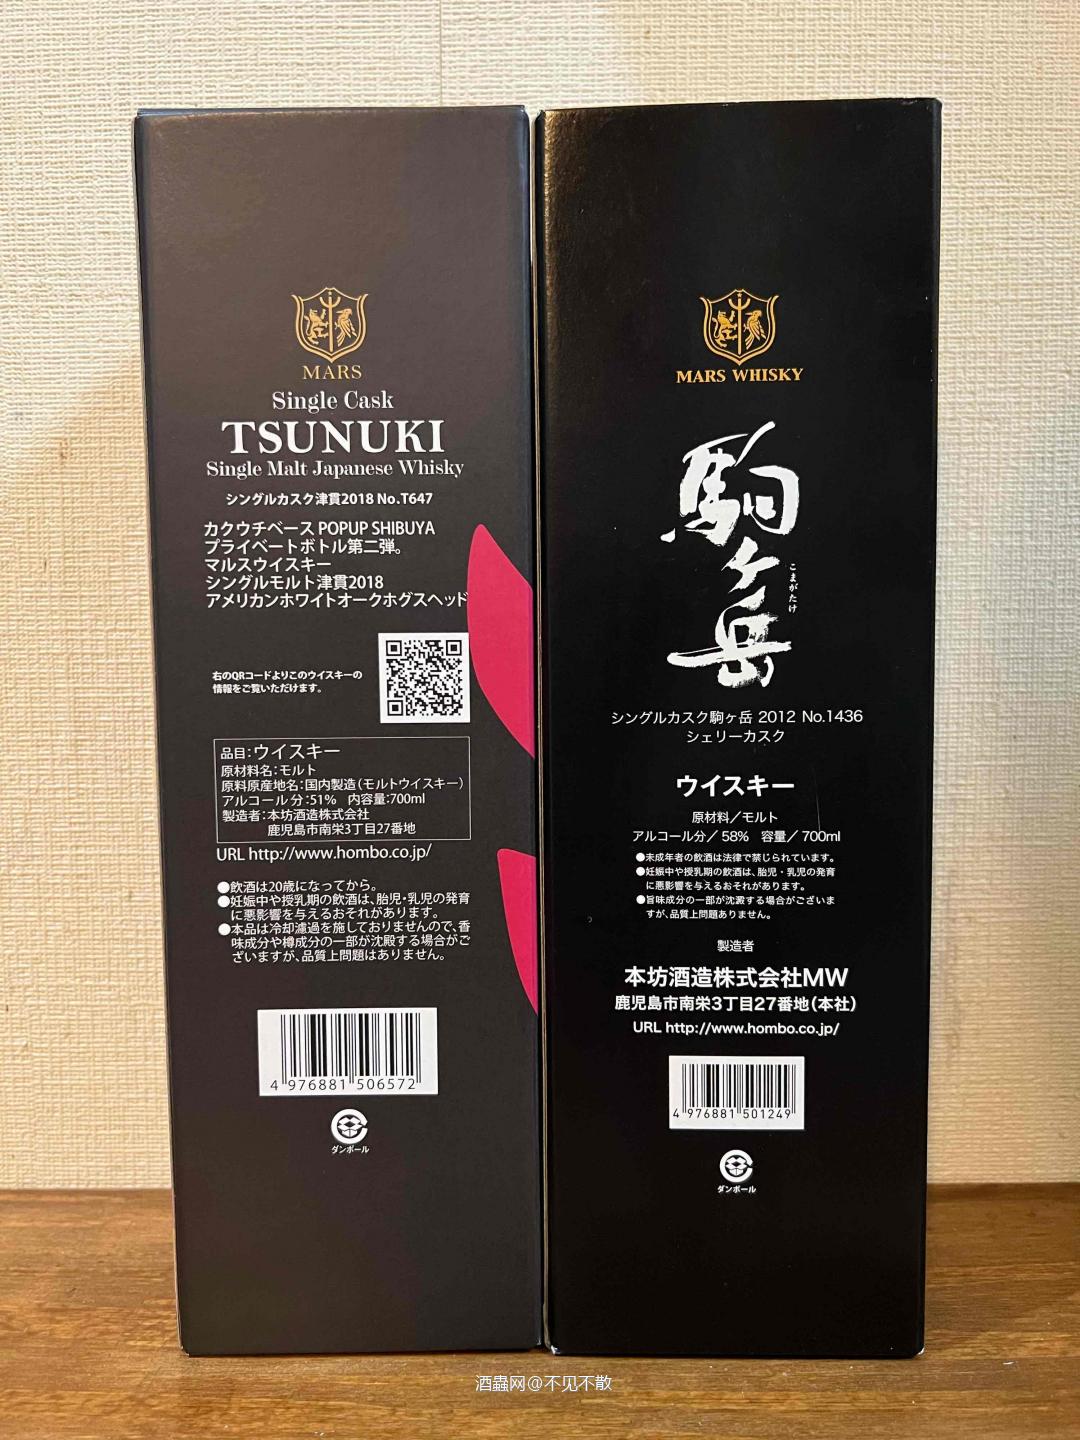 MARS
Single Cask
TSUNUKI
Single Malt Japanese Whisky
シングルカスク津貫2018 No.T647
カクウチベース POPUP SHIBUYA
プライベートボトル第二弾。
マルスウイスキー
シングルモルト津貫2018
アメリカンホワイトオークホグスヘッド
右のQRコードよりこのウイスキーの
情報をご覧いただけます。
品目:ウイスキー
原材料名:モルト
原料原産地名:国内製造(モルトウイスキー)
アルコール分:51% 内容量:700ml
製造者:本坊酒造株式会社
鹿児島市南栄3丁目27番地
URL http://www.hombo.co.jp/
●飲酒は20歳になってから。
●妊娠中や授乳期の飲酒は、胎児・乳児の発育
に悪影響を与えるおそれがあります。
●本品は冷却濾過を施しておりませんので、香
味成分や樽成分の一部が沈殿する場合がご
ざいますが、品質上問題はありません。
4 976881 506572
ダンボール
MARS WHISKY
駒ヶ岳
こまがたけ
シングルカスク駒ヶ岳 2012 No.1436
シェリーカスク
ウイスキー
原材料／モルト
アルコール分／58% 容量／700ml
●未成年者の飲酒は法律で禁じられています。
●妊娠中や授乳期の飲酒は、胎児・乳児の発育
に悪影響を与えるおそれがあります。
●旨味成分の一部が沈澱する場合がございま
すが、品質上問題ありません。
製造者
本坊酒造株式会社MW
鹿児島市南栄3丁目27番地(本社)
URL http://www.hombo.co.jp/
4 976881 501249
ダンボール
酒蟲网@不见不散